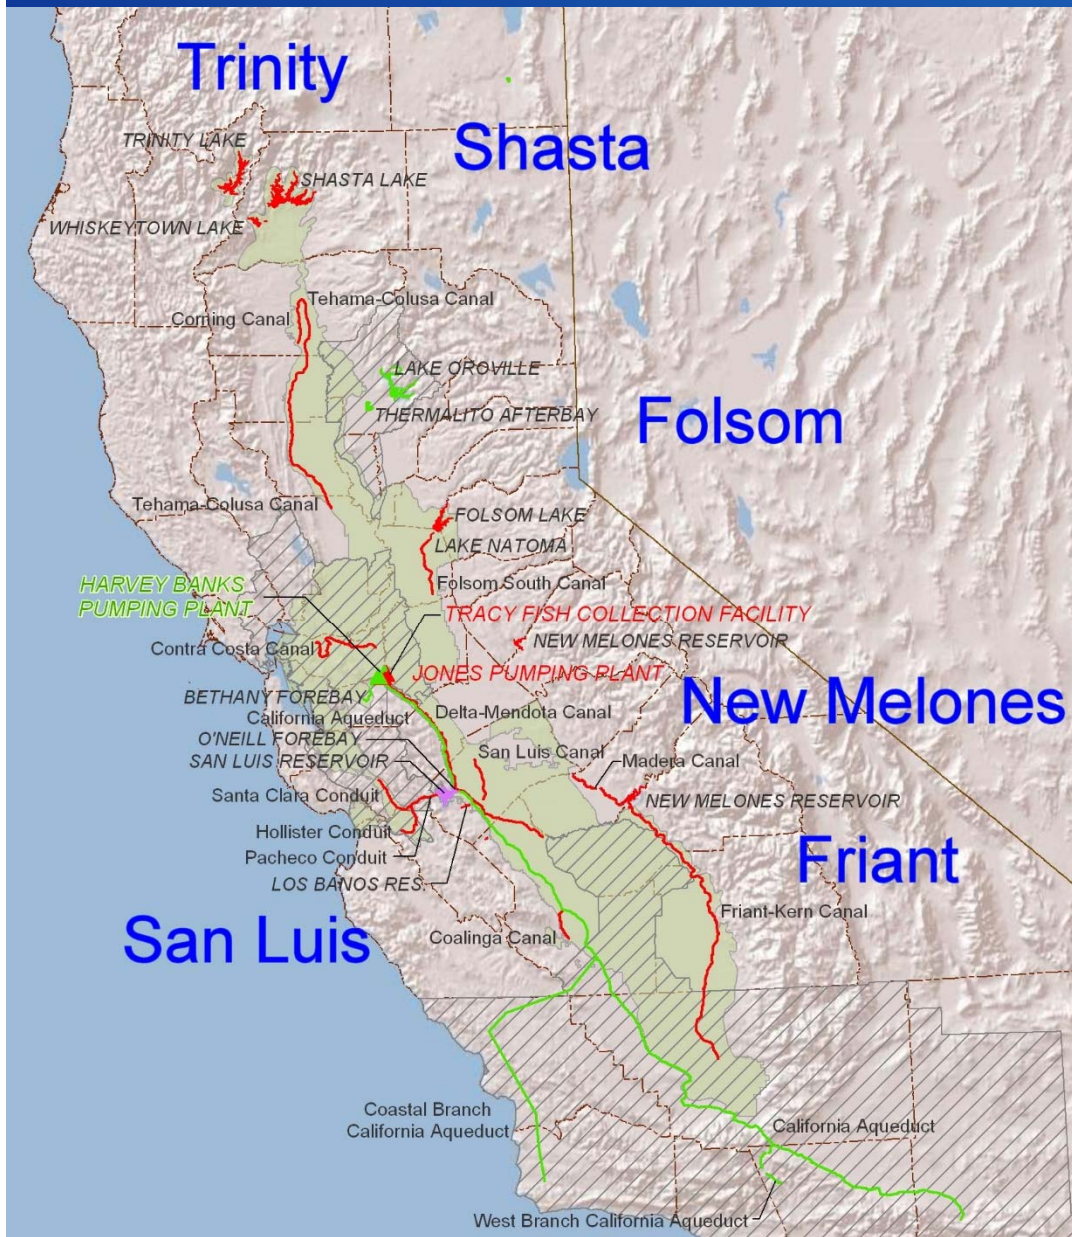 Trinity
Shasta
TRINITY LAKE
SHASTA LAKE
WHISKEYTOWN LAKE
Tehama-Colusa Canal
Corning Canal
LAKE OROVILLE
THERMALITO AFTERBAY
Folsom
Tehama-Colusa Canal
FOLSOM LAKE
LAKE NATOMA
Folsom South Canal
HARVEY BANKS
PUMPING PLANT
TRACY FISH COLLECTION FACILITY
NEW MELONES RESERVOIR
Contra Costa Canal
JONES PUMPING PLANT
New Melones
BETHANY FOREBAY
California Aqueduct
Delta-Mendota Canal
O'NEILL FOREBAY
San Luis Canal
SAN LUIS RESERVOIR
Madera Canal
Santa Clara Conduit
NEW MELONES RESERVOIR
Hollister Conduit
Pacheco Conduit
Friant
LOS BANOS RES.
Friant-Kern Canal
San Luis
Coalinga Canal
Coastal Branch
California Aqueduct
California Aqueduct
West Branch California Aqueduct